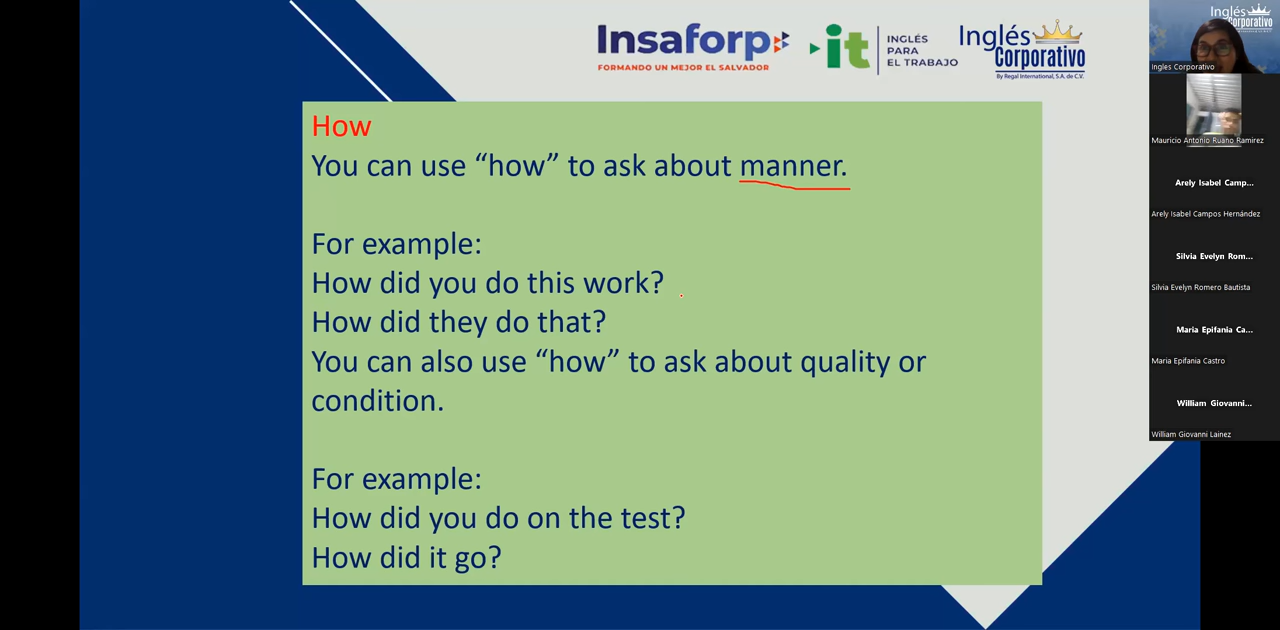 Insaforp
FORMANDO UN MEJOR EL SALVADOR
it
INGLÉS
PARA
EL TRABAJO
Inglés
Corporativo
By Regal International, S.A. de C.V.
How
You can use “how” to ask about manner.
For example:
How did you do this work?
How did they do that?
You can also use “how” to ask about quality or
condition.
For example:
How did you do on the test?
How did it go?
Inglés
Corporativo
Ingles Corporativo
Mauricio Antonio Ruano Ramirez
Arely Isabel Camp...
Arely Isabel Campos Hernández
Silvia Evelyn Rom...
Silvia Evelyn Romero Bautista
Maria Epifania Ca...
Maria Epifania Castro
William Giovanni...
William Giovanni Lainez